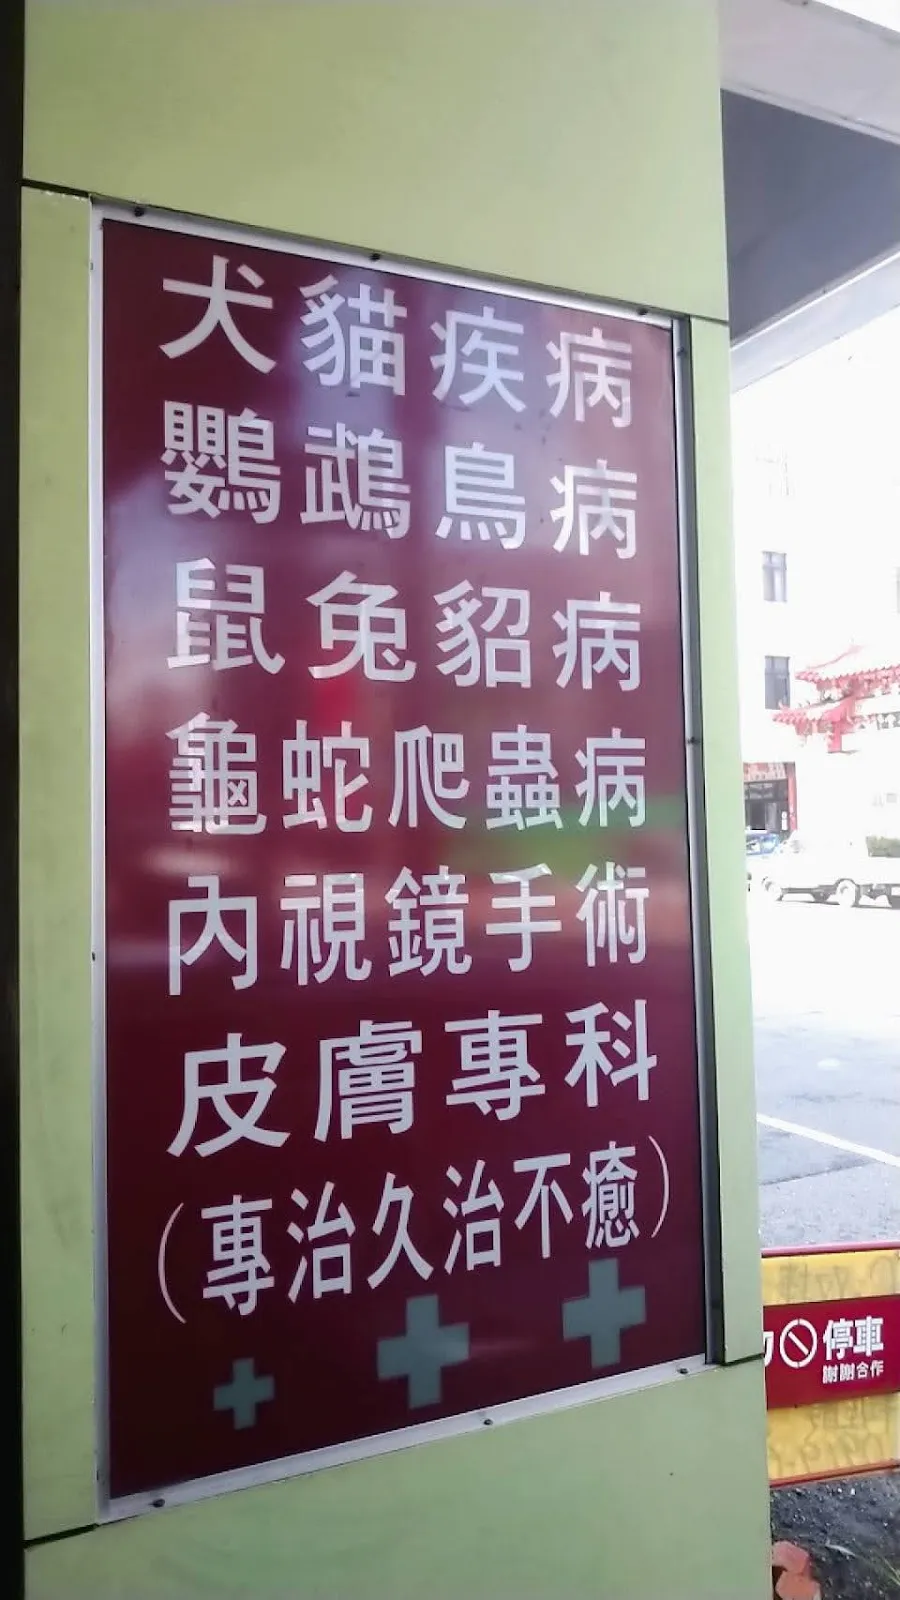 犬貓疾病
鸚鵡鳥病
鼠兔貂病
龜蛇爬蟲病
內視鏡手術
皮膚專科
(專治久治不癒)
停車
謝謝合作